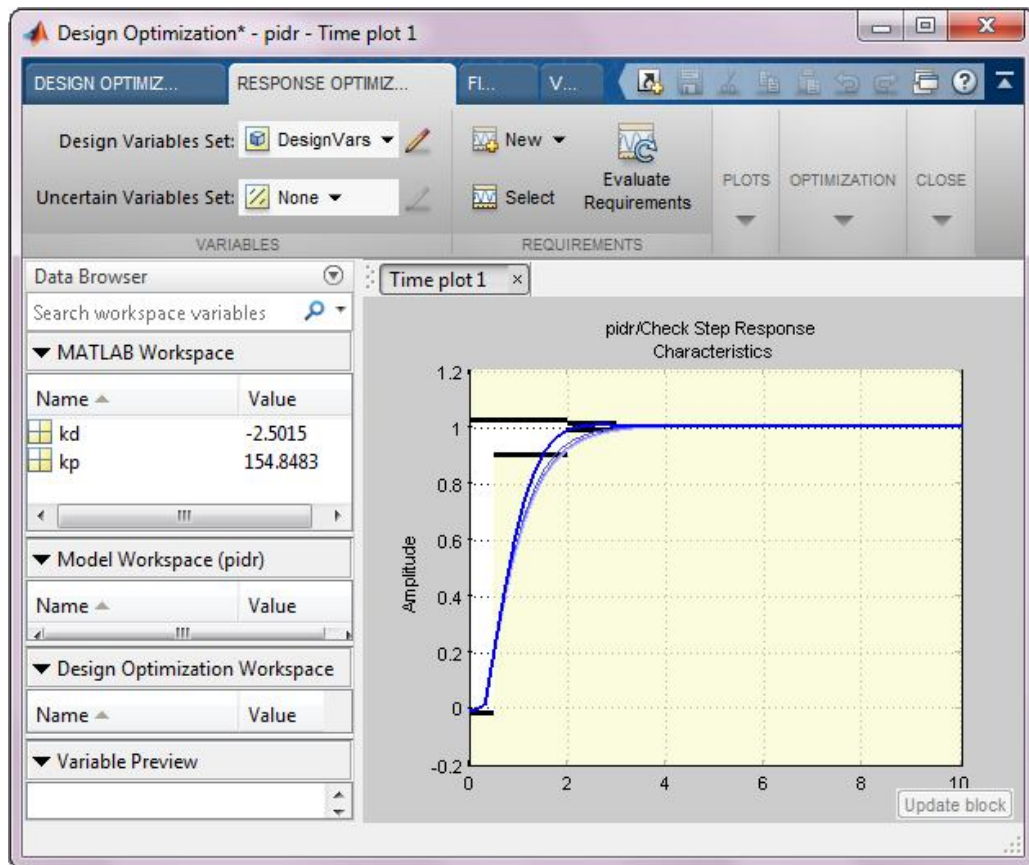 Design Optimization* - pidr - Time plot 1
DESIGN OPTIMIZ... RESPONSE OPTIMIZ... FI... V...
Design Variables Set: DesignVars New
Uncertain Variables Set: None Select Evaluate Requirements PLOTS OPTIMIZATION CLOSE
VARIABLES REQUIREMENTS
Data Browser
Search workspace variables
MATLAB Workspace
Name Value
kd -2.5015
kp 154.8483
Model Workspace (pidr)
Name Value
Design Optimization Workspace
Name Value
Variable Preview
Time plot 1
pidr/Check Step Response
Characteristics
Amplitude
1.2
1
0.8
0.6
0.4
0.2
0
-0.2
0 2 4 6 8 10
Update block